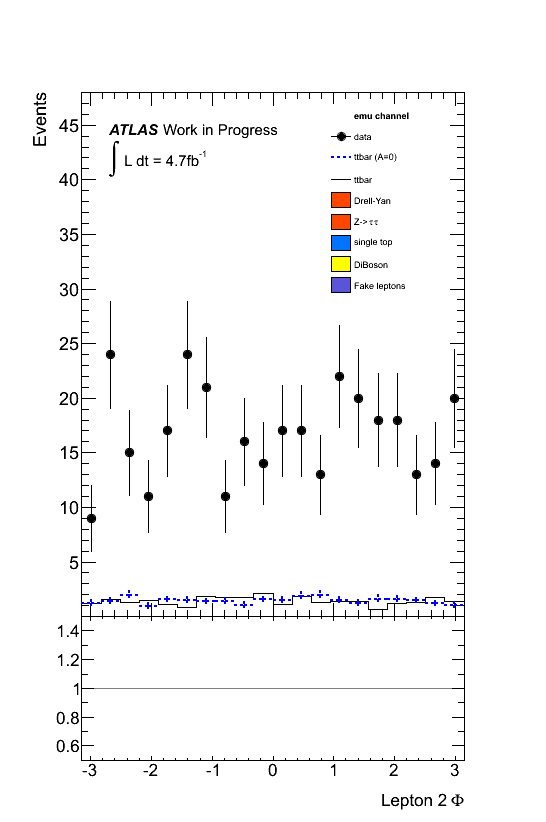 Events
ATLAS Work in Progress
∫ L dt = 4.7fb-1
emu channel
data
ttbar (A=0)
ttbar
Drell-Yan
Z->ττ
single top
DiBoson
Fake leptons
45
40
35
30
25
20
15
10
5
1.4
1.2
1
0.8
0.6
-3 -2 -1 0 1 2 3
Lepton 2 Φ